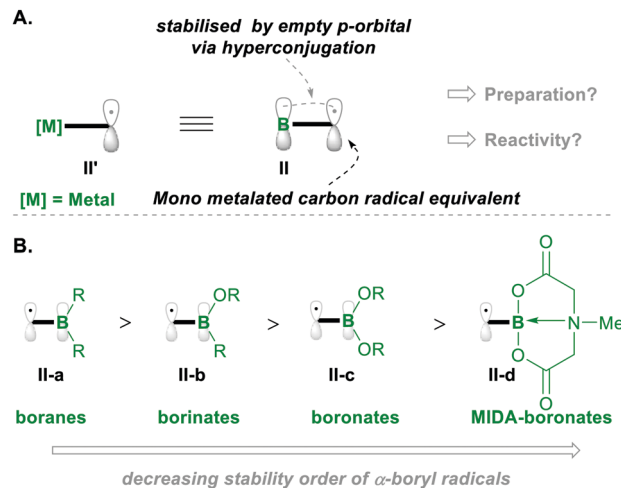 A.
stabilised by empty p-orbital
via hyperconjugation
[M]
B
Preparation?
Reactivity?
II'
II
[M] = Metal
Mono metalated carbon radical equivalent
B.
R
B
R
II-a
boranes
>
OR
B
R
II-b
borinates
>
OR
B
OR
II-c
boronates
>
O
O
B
N
Me
O
O
II-d
MIDA-boronates
decreasing stability order of α-boryl radicals